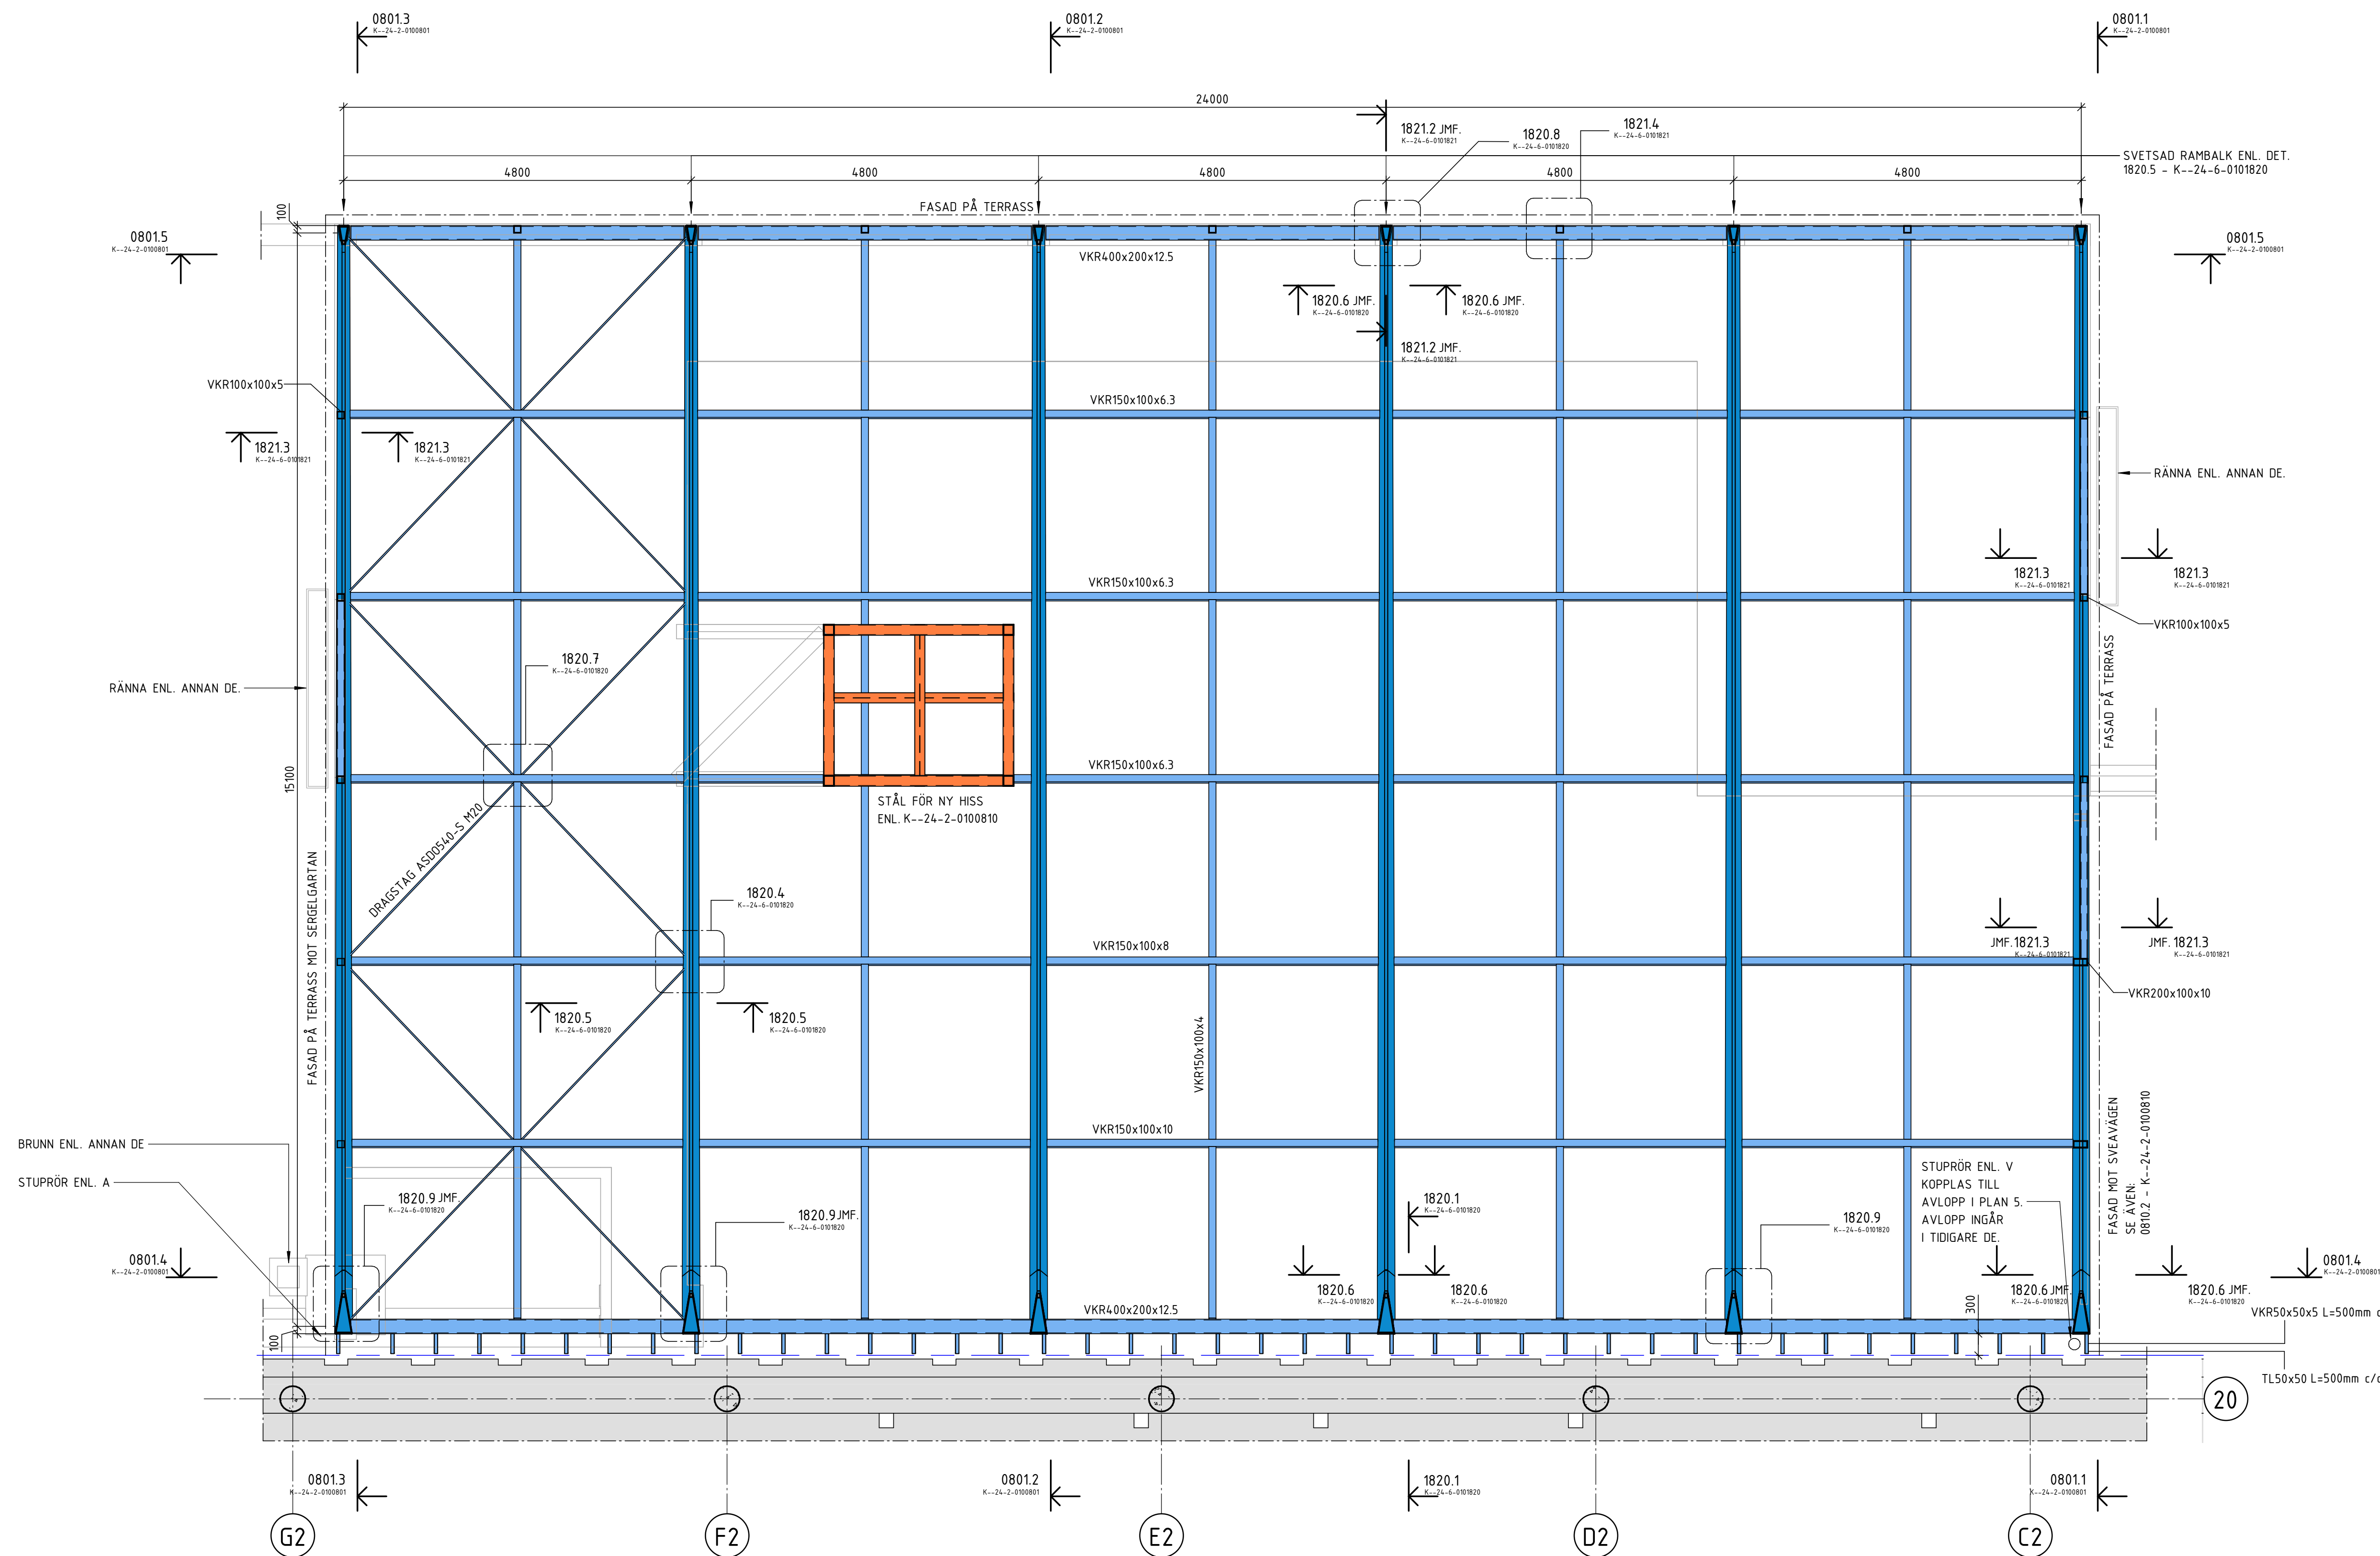 0801.3
K--24-2-0100801
0801.2
K--24-2-0100801
0801.1
K--24-2-0100801
24000
1821.2 JMF.
K--24-6-0101821
1820.8
K--24-6-0101820
1821.4
K--24-6-0101821
SVETSAD RAMBALK ENL. DET.
1820.5 - K--24-6-0101820
4800
4800
4800
4800
4800
100
FASAD PÅ TERRASS
0801.5
K--24-2-0100801
0801.5
K--24-2-0100801
VKR400x200x12.5
1820.6 JMF.
K--24-6-0101820
1820.6 JMF.
K--24-6-0101820
1821.2 JMF.
K--24-6-0101821
VKR100x100x5
VKR150x100x6.3
1821.3
K--24-6-0101821
1821.3
K--24-6-0101821
RÄNNA ENL. ANNAN DE.
1821.3
K--24-6-0101821
1821.3
K--24-6-0101821
VKR150x100x6.3
VKR100x100x5
FASAD PÅ TERRASS
1820.7
K--24-6-0101820
RÄNNA ENL. ANNAN DE.
15100
VKR150x100x6.3
STÅL FÖR NY HISS
ENL. K--24-2-0100810
DRAGSTAG ASDO540-S M20
FASAD PÅ TERRASS MOT SERGELGARTAN
1820.4
K--24-6-0101820
VKR150x100x8
JMF. 1821.3
K--24-6-0101821
JMF. 1821.3
K--24-6-0101821
VKR200x100x10
1820.5
K--24-6-0101820
1820.5
K--24-6-0101820
VKR150x100x4
VKR150x100x10
BRUNN ENL. ANNAN DE
STUPRÖR ENL. A
1820.9 JMF.
K--24-6-0101820
1820.9 JMF.
K--24-6-0101820
1820.1
K--24-6-0101820
1820.9
K--24-6-0101820
STUPRÖR ENL. V
KOPPLAS TILL
AVLOPP I PLAN 5.
AVLOPP INGÅR
I TIDIGARE DE.
FASAD MOT SVEAVÄGEN
SE ÄVEN:
0810.2 - K--24-2-0100810
0801.4
K--24-2-0100801
0801.4
K--24-2-0100801
1820.6
K--24-6-0101820
1820.6
K--24-6-0101820
1820.6 JMF.
K--24-6-0101820
1820.6 JMF.
K--24-6-0101820
VKR400x200x12.5
300
100
VKR50x50x5 L=500mm c
TL50x50 L=500mm c/c
20
0801.3
K--24-2-0100801
0801.2
K--24-2-0100801
1820.1
K--24-6-0101820
0801.1
K--24-2-0100801
G2
F2
E2
D2
C2